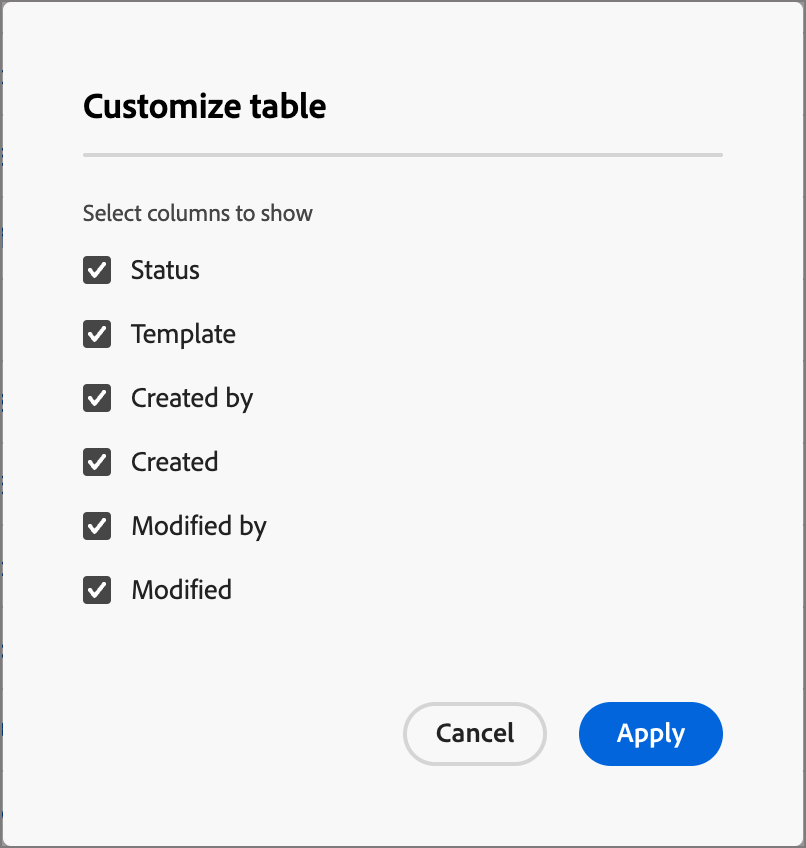 Customize table
Select columns to show
Status
Template
Created by
Created
Modified by
Modified
Cancel
Apply